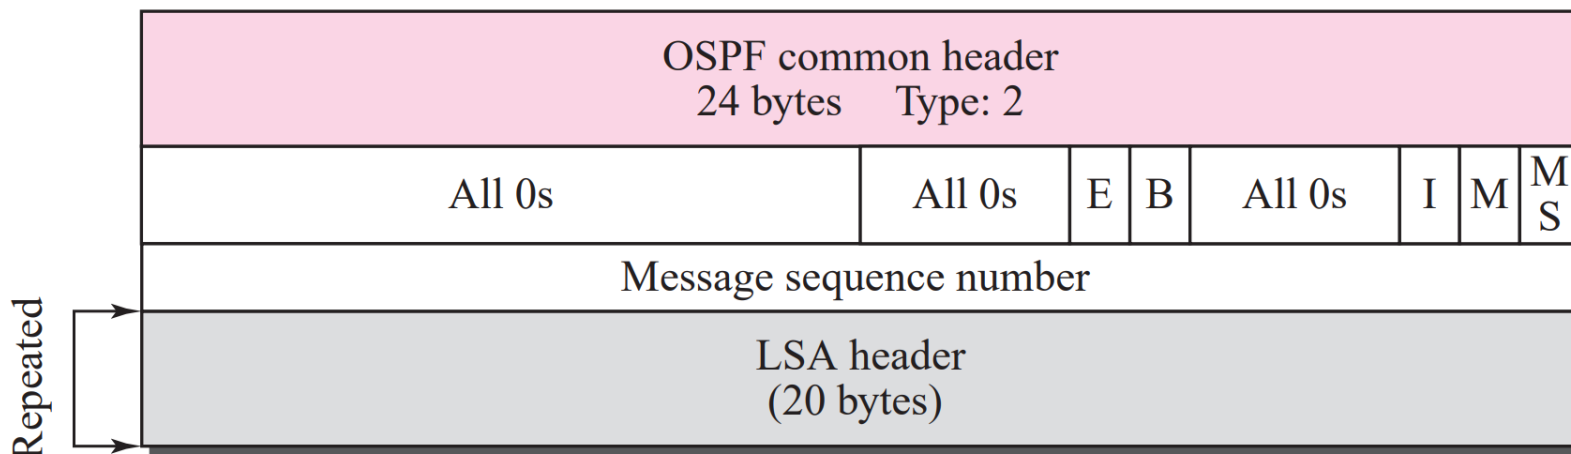 OSPF common header
24 bytes Type: 2
All 0s All 0s E B All 0s I M M S
Message sequence number
Repeated
LSA header
(20 bytes)